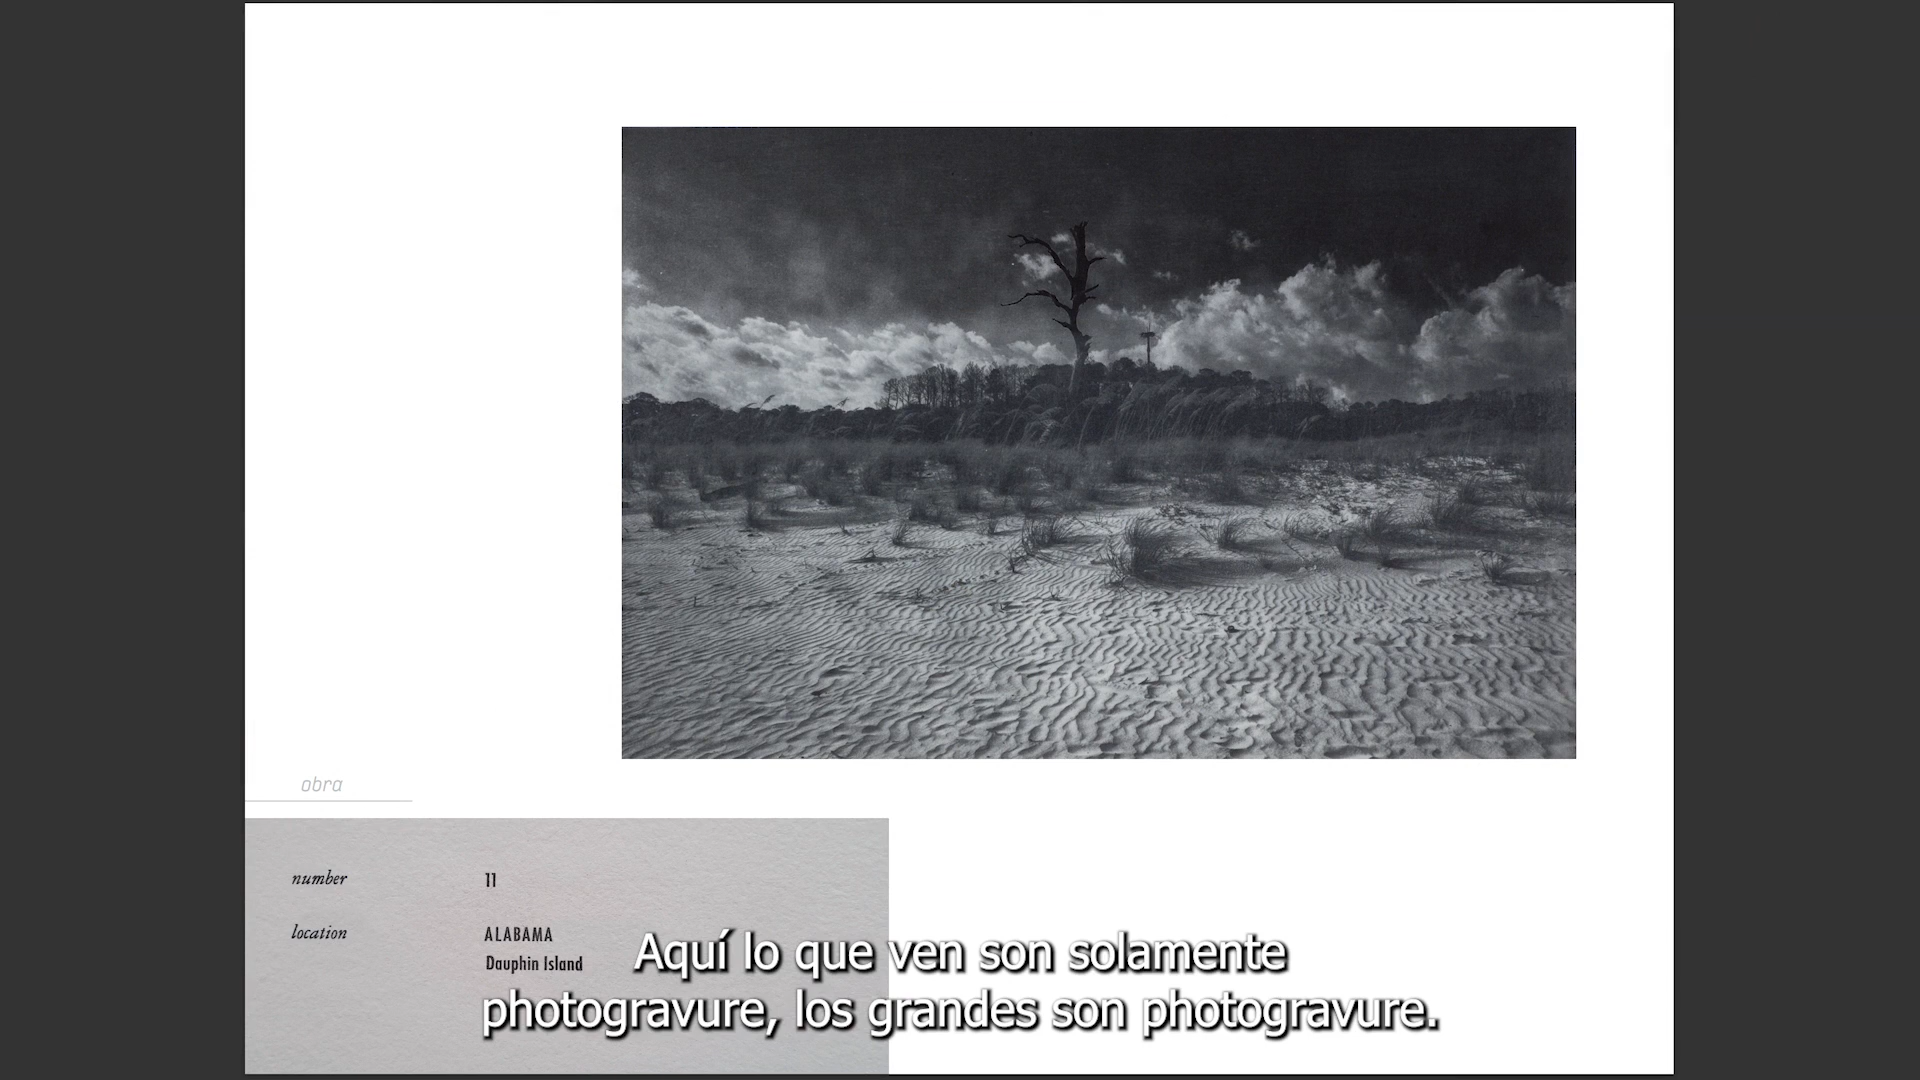 obra
number 11
location ALABAMA
Dauphin Island
Aquí lo que ven son solamente
photogravure, los grandes son photogravure.